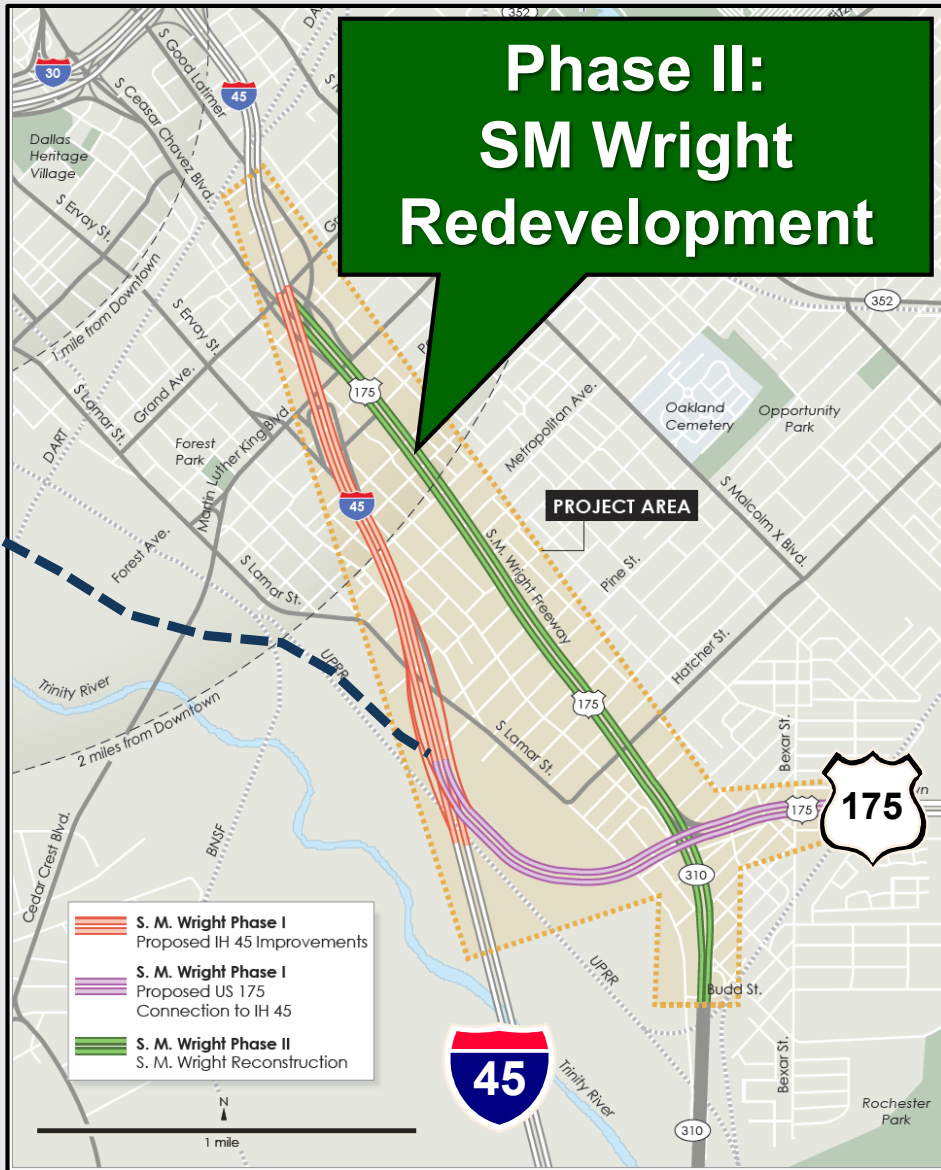 Phase II:
SM Wright
Redevelopment
352
30
45
S Good Latimer
S Ceasar Chavez Blvd.
DART
Dallas
Heritage
Village
S Ervay St.
1 mile from Downtown
S Ervay St.
352
175
S Lamar St.
Grand Ave.
DART
Forest
Park
Martin Luther King Blvd.
Metropolitan Ave.
Oakland
Cemetery
Opportunity
Park
45
PROJECT AREA
S Malcolm X Blvd.
Forest Ave.
S Lamar St.
S.M. Wright Freeway
Pine St.
Hatcher St.
UPRR
Trinity River
2 miles from Downtown
175
S Lamar St.
Bexar St.
175
175
Cedar Crest Blvd.
BNSF
310
S. M. Wright Phase I
Proposed IH 45 Improvements
S. M. Wright Phase I
Proposed US 175
Connection to IH 45
S. M. Wright Phase II
S. M. Wright Reconstruction
UPRR
Budd St.
45
Trinity River
Bexar St.
Rochester
Park
310
N
1 mile